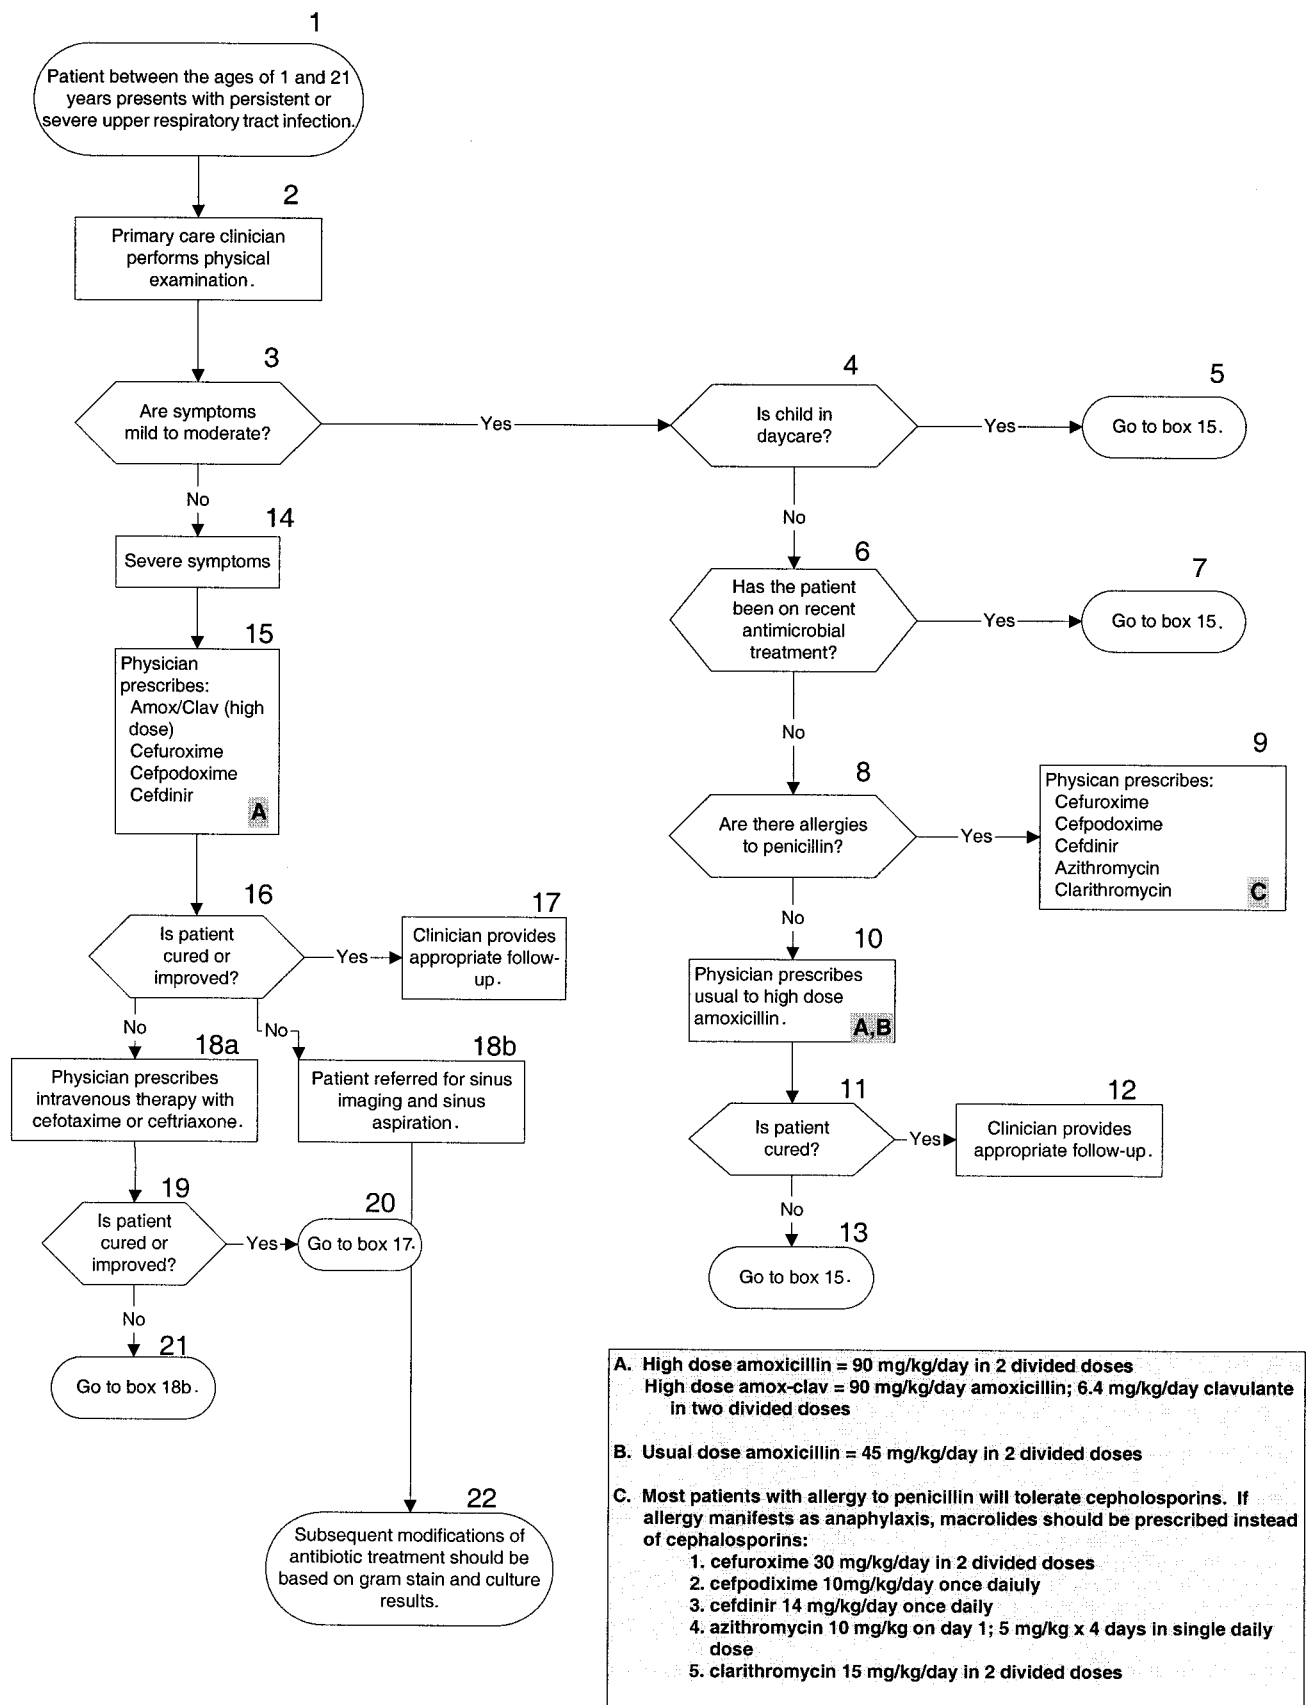 1
Patient between the ages of 1 and 21
years presents with persistent or
severe upper respiratory tract infection.
2
Primary care clinician
performs physical
examination.
3
Are symptoms
mild to moderate?
Yes
4
Is child in
daycare?
Yes
5
Go to box 15.
No
No
14
Severe symptoms
6
Has the patient
been on recent
antimicrobial
treatment?
Yes
7
Go to box 15.
15
Physician
prescribes:
Amox/Clav (high
dose)
Cefuroxime
Cefpodoxime
Cefdinir
A
No
8
Are there allergies
to penicillin?
Yes
9
Physican prescribes:
Cefuroxime
Cefpodoxime
Cefdinir
Azithromycin
Clarithromycin
C
16
Is patient
cured or
improved?
Yes
17
Clinician provides
appropriate follow-
up.
No
10
Physician prescribes
usual to high dose
amoxicillin.
A,B
No
No
18a
Physician prescribes
intravenous therapy with
cefotaxime or ceftriaxone.
18b
Patient referred for sinus
imaging and sinus
aspiration.
11
Is patient
cured?
Yes
12
Clinician provides
appropriate follow-up.
19
Is patient
cured or
improved?
Yes
20
Go to box 17.
No
13
Go to box 15.
No
21
Go to box 18b.
22
Subsequent modifications of
antibiotic treatment should be
based on gram stain and culture
results.
A. High dose amoxicillin = 90 mg/kg/day in 2 divided doses
High dose amox-clav = 90 mg/kg/day amoxicillin; 6.4 mg/kg/day clavulante
in two divided doses
B. Usual dose amoxicillin = 45 mg/kg/day in 2 divided doses
C. Most patients with allergy to penicillin will tolerate cepholosporins. If
allergy manifests as anaphylaxis, macrolides should be prescribed instead
of cephalosporins:
1. cefuroxime 30 mg/kg/day in 2 divided doses
2. cefpodixime 10mg/kg/day once daiuly
3. cefdinir 14 mg/kg/day once daily
4. azithromycin 10 mg/kg on day 1; 5 mg/kg x 4 days in single daily
dose
5. clarithromycin 15 mg/kg/day in 2 divided doses